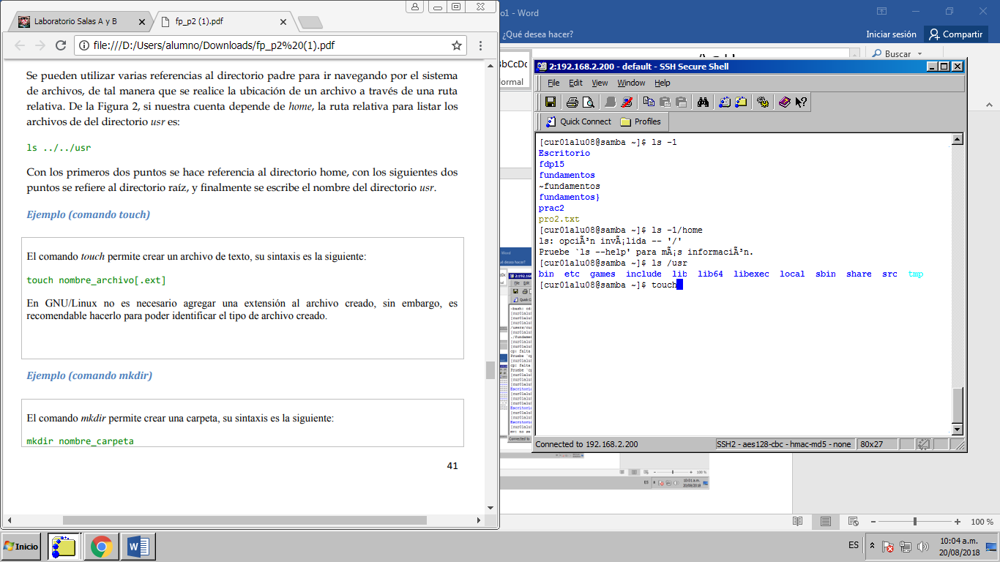 Laboratorio Salas A y B
fp_p2 (1).pdf
file:///D:/Users/alumno/Downloads/fp_p2%20(1).pdf
Se pueden utilizar varias referencias al directorio padre para ir navegando por el sistema
de archivos, de tal manera que se realice la ubicación de un archivo a través de una ruta
relativa. De la Figura 2, si nuestra cuenta depende de home, la ruta relativa para listar los
archivos de del directorio usr es:
ls ../../usr
Con los primeros dos puntos se hace referencia al directorio home, con los siguientes dos
puntos se refiere al directorio raíz, y finalmente se escribe el nombre del directorio usr.
Ejemplo (comando touch)
El comando touch permite crear un archivo de texto, su sintaxis es la siguiente:
touch nombre_archivo[.ext]
En GNU/Linux no es necesario agregar una extensión al archivo creado, sin embargo, es
recomendable hacerlo para poder identificar el tipo de archivo creado.
Ejemplo (comando mkdir)
El comando mkdir permite crear una carpeta, su sintaxis es la siguiente:
mkdir nombre_carpeta
41
o1 - Word
¿Qué desea hacer?
Iniciar sesión
Compartir
Buscar
bCcDc
ormal
2:192.168.2.200 - default - SSH Secure Shell
File Edit View Window Help
Quick Connect Profiles
[cur01alu08@samba ~]$ ls -1
Escritorio
fdp15
fundamentos
~fundamentos
fundamentos}
prac2
pro2.txt
[cur01alu08@samba ~]$ ls -1/home
ls: opciÃ³n invÃ¡lida -- '/'
Pruebe `ls --help' para mÃ¡s informaciÃ³n.
[cur01alu08@samba ~]$ ls /usr
bin etc games include lib lib64 libexec local sbin share src tmp
[cur01alu08@samba ~]$ touch
Connected to 192.168.2.200
SSH2 - aes128-cbc - hmac-md5 - none
80x27
100 %
ES
10:01 a.m.
20/08/2018
100 %
Inicio
ES
10:04 a.m.
20/08/2018